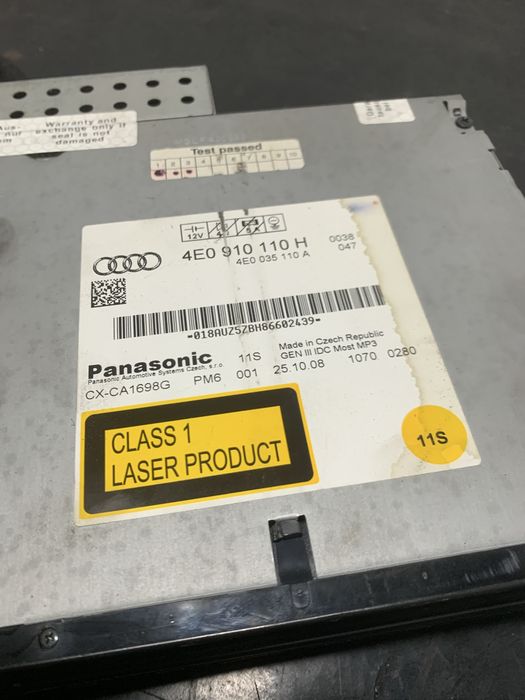 Warranty and
exchange only if
seal is not
damaged
Test passed
1 2 3 4 5 6 7 8 9 10
12V 5A
4E0 910 110 H
4E0 035 110 A
0038
047
-018AUZ5ZBH86602439-
Panasonic
Panasonic Automotive Systems Czech, s.r.o.
CX-CA1698G
11S
Made in Czech Republic
GEN III IDC Most MP3
PM6 001 25.10.08 1070 0280
CLASS 1
LASER PRODUCT
11S